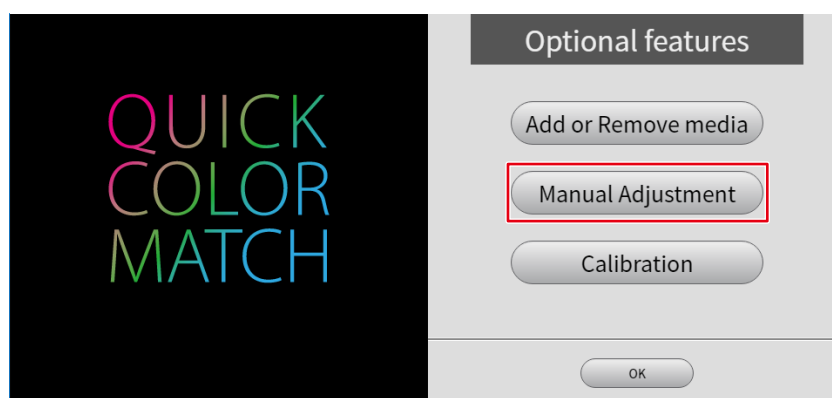 QUICK
COLOR
MATCH
Optional features
Add or Remove media
Manual Adjustment
Calibration
OK